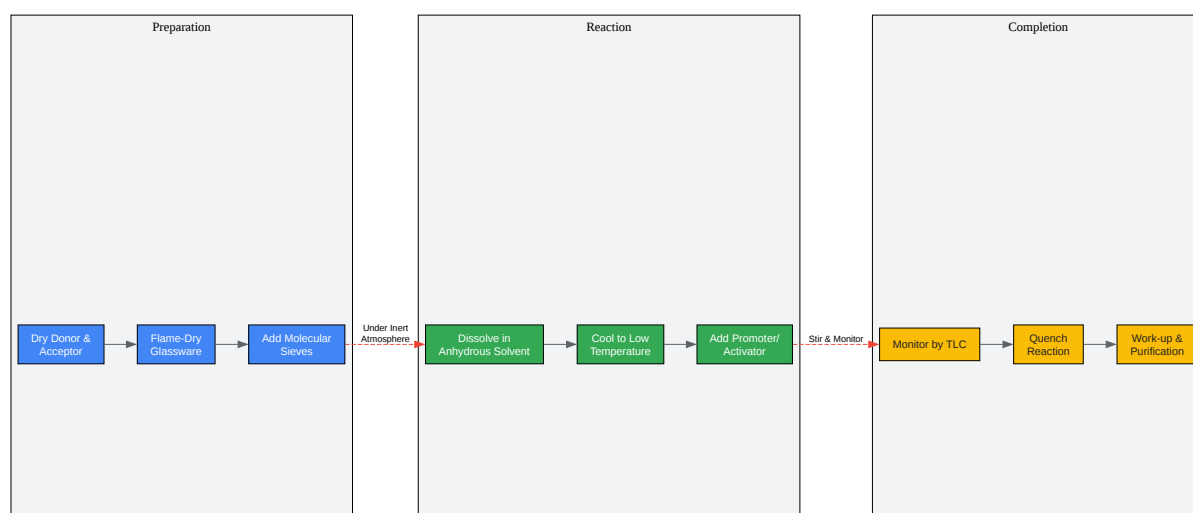 Preparation
Reaction
Completion
Dry Donor &
Acceptor
Flame-Dry
Glassware
Add Molecular
Sieves
Under Inert
Atmosphere
Dissolve in
Anhydrous Solvent
Cool to Low
Temperature
Add Promoter/
Activator
Stir & Monitor
Monitor by TLC
Quench
Reaction
Work-up &
Purification